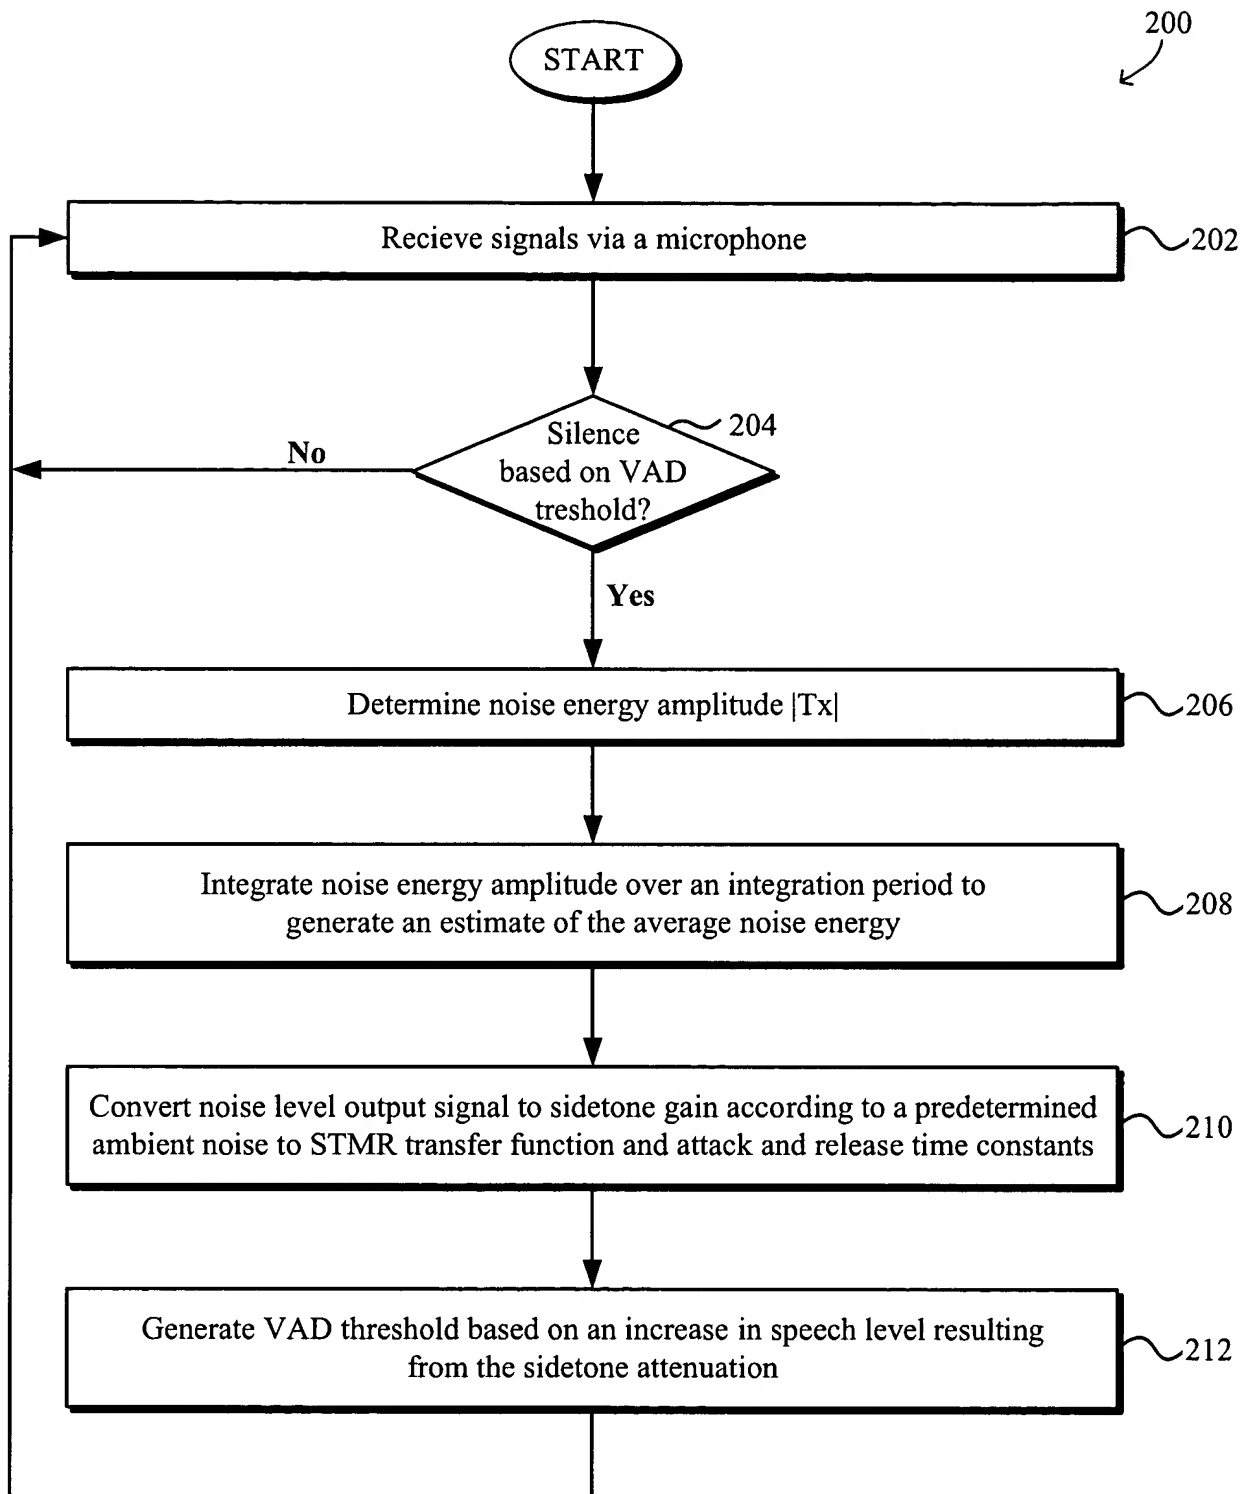 200
START
Recieve signals via a microphone
202
204
Silence
based on VAD
treshold?
No
Yes
Determine noise energy amplitude |Tx|
206
Integrate noise energy amplitude over an integration period to
generate an estimate of the average noise energy
208
Convert noise level output signal to sidetone gain according to a predetermined
ambient noise to STMR transfer function and attack and release time constants
210
Generate VAD threshold based on an increase in speech level resulting
from the sidetone attenuation
212